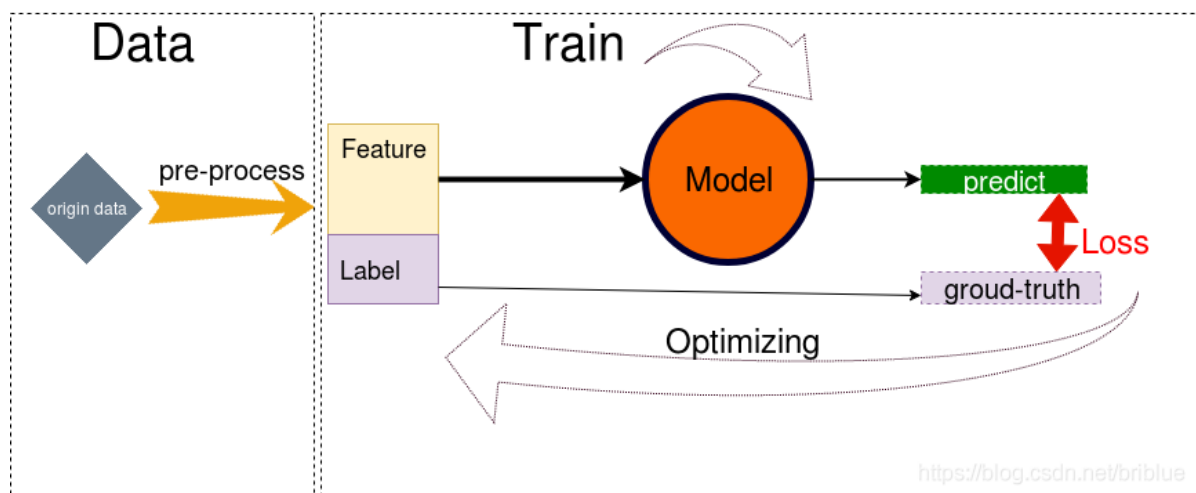 Data
Train
origin data
pre-process
Feature
Label
Model
predict
Loss
groud-truth
Optimizing
https://blog.csdn.net/briblue